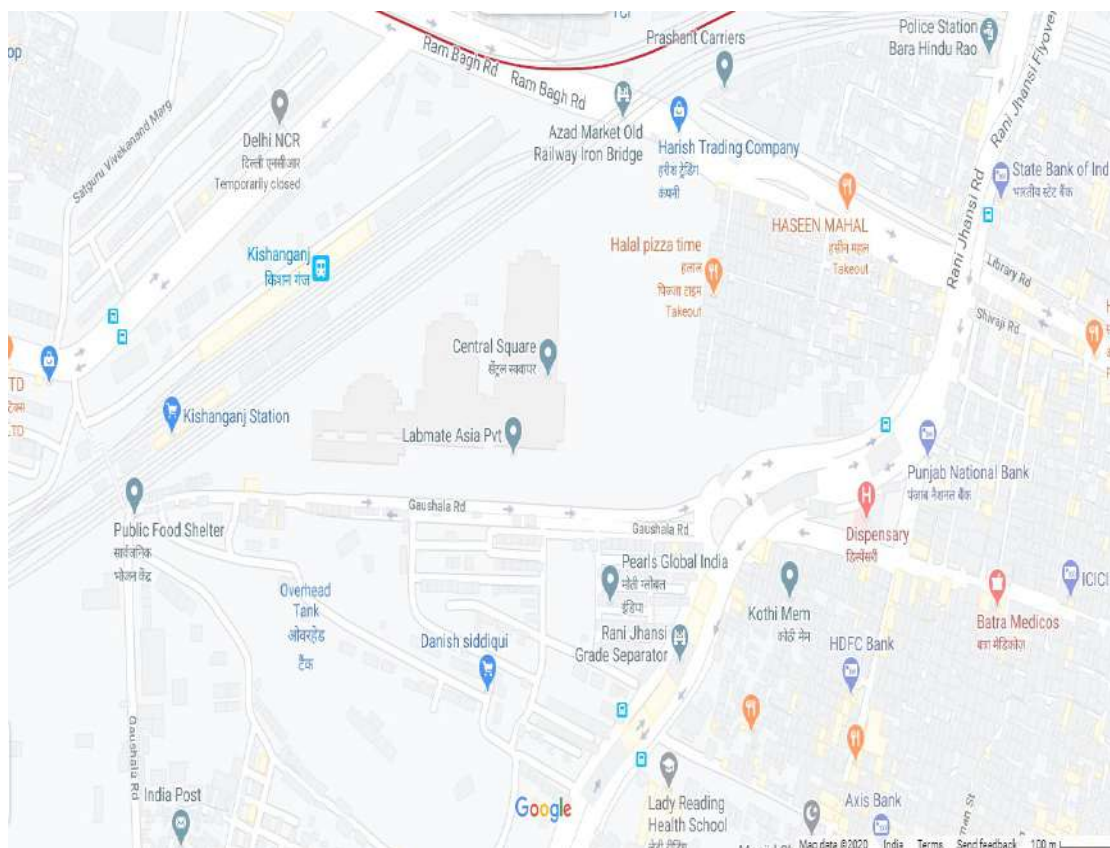 Police Station
Bara Hindu Rao
Prashant Carriers
Ram Bagh Rd
Ram Bagh Rd
Rani Jhansi Flyover
Satguru Vivekanand Marg
Delhi NCR
दिल्ली एनसीआर
Temporarily closed
Azad Market Old
Railway Iron Bridge
Harish Trading Company
हरीश ट्रेडिंग
कंपनी
State Bank of Ind
भारतीय स्टेट बैंक
Rani Jhansi Rd
HASEEN MAHAL
हसीन महल
Takeout
Kishanganj
किशन गंज
Halal pizza time
हलाल
पिज्जा टाइम
Takeout
Library Rd
Shivaji Rd
Central Square
सेंट्रल स्क्वायर
TD
LTD
Kishanganj Station
Labmate Asia Pvt
Punjab National Bank
पंजाब नैशनल बैंक
Gaushala Rd
Gaushala Rd
Public Food Shelter
सार्वजनिक
भोजन केंद्र
Dispensary
डिस्पेंसरी
Pearls Global India
मोती ग्लोबल
इंडिया
Overhead
Tank
ओवरहेड
टैंक
Kothi Mem
कोठी मेम
ICICI
Batra Medicos
बत्रा मेडिकोज़
Rani Jhansi
Grade Separator
Danish siddiqui
HDFC Bank
Gaushala Rd
India Post
Google
Lady Reading
Health School
Axis Bank
man St
Map data ©2020 India Terms Send feedback 100 m